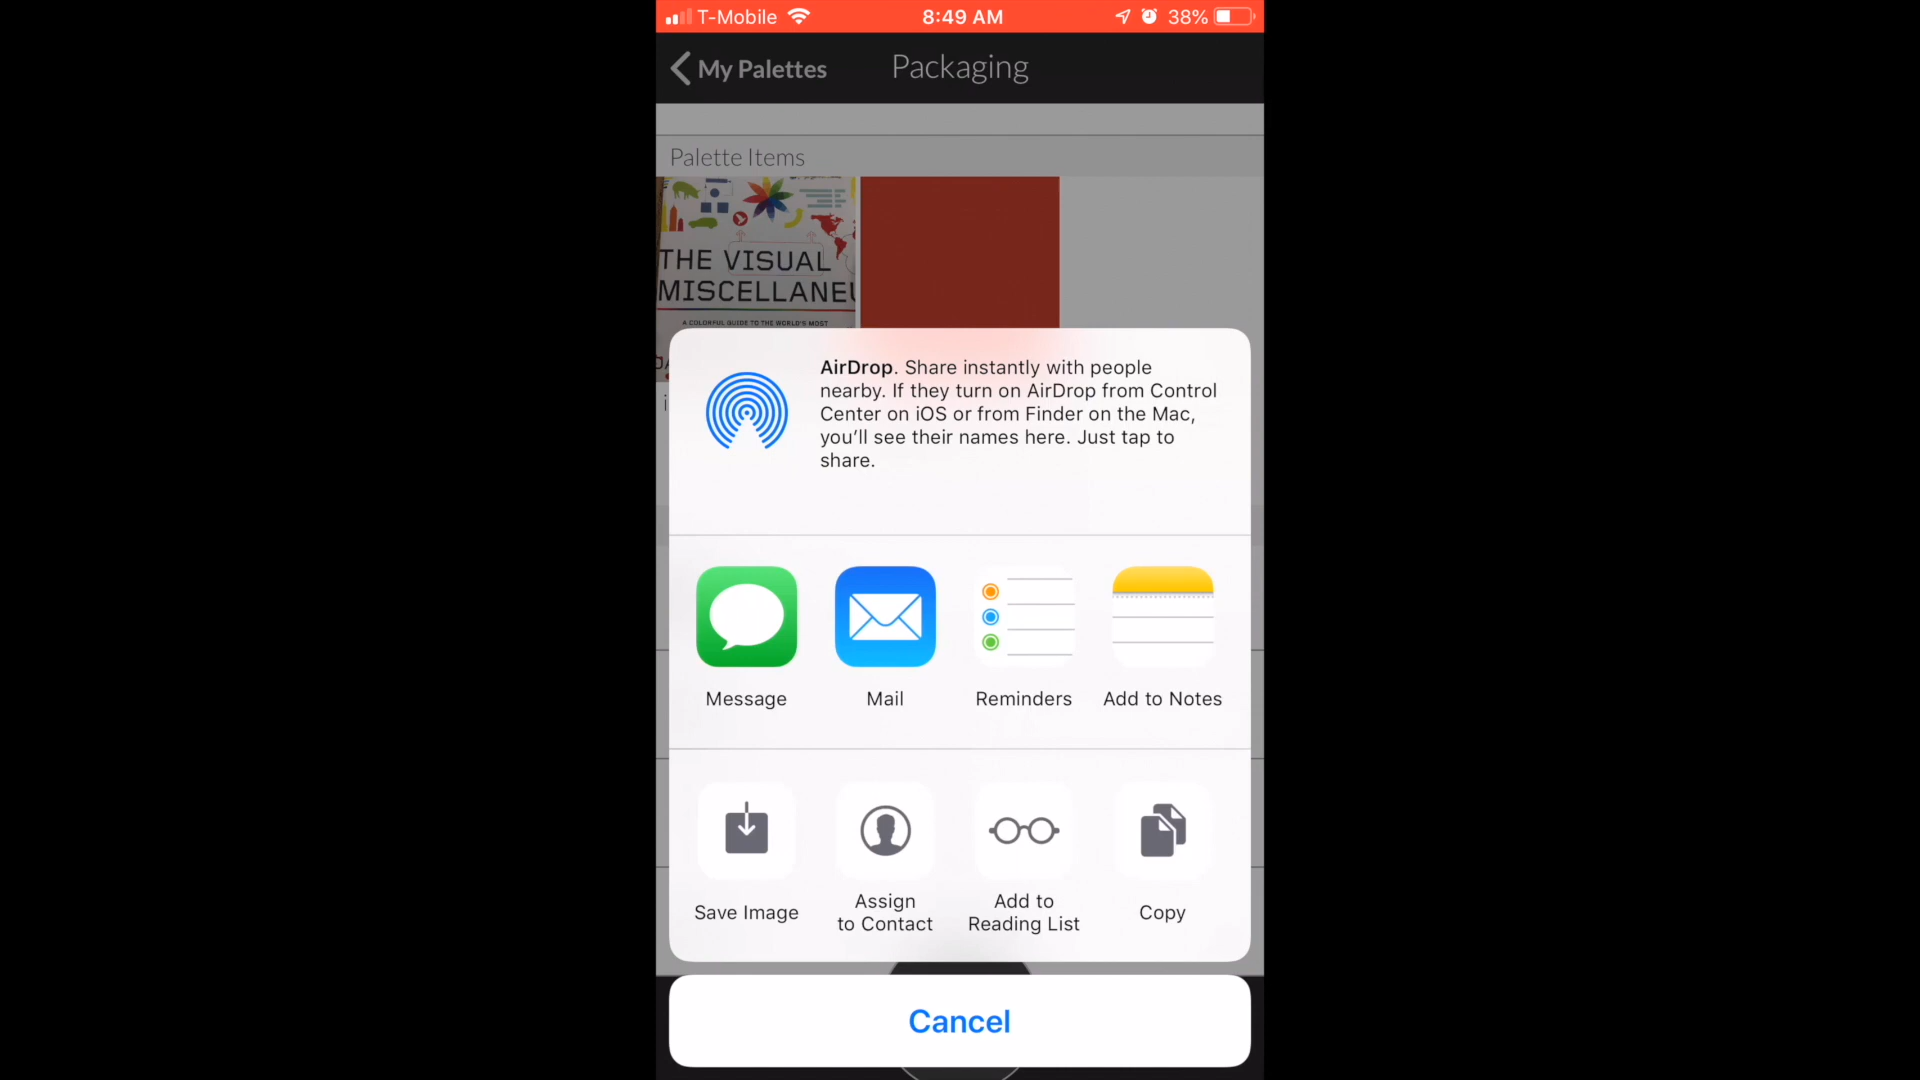 T-Mobile 8:49 AM 38%
My Palettes Packaging
Palette Items
THE VISUAL
MISCELLANE
A COLORFUL GUIDE TO THE WORLD'S MOST
AirDrop. Share instantly with people
nearby. If they turn on AirDrop from Control
Center on iOS or from Finder on the Mac,
you'll see their names here. Just tap to
share.
Message Mail Reminders Add to Notes
Save Image
Assign
to Contact
Add to
Reading List
Copy
Cancel